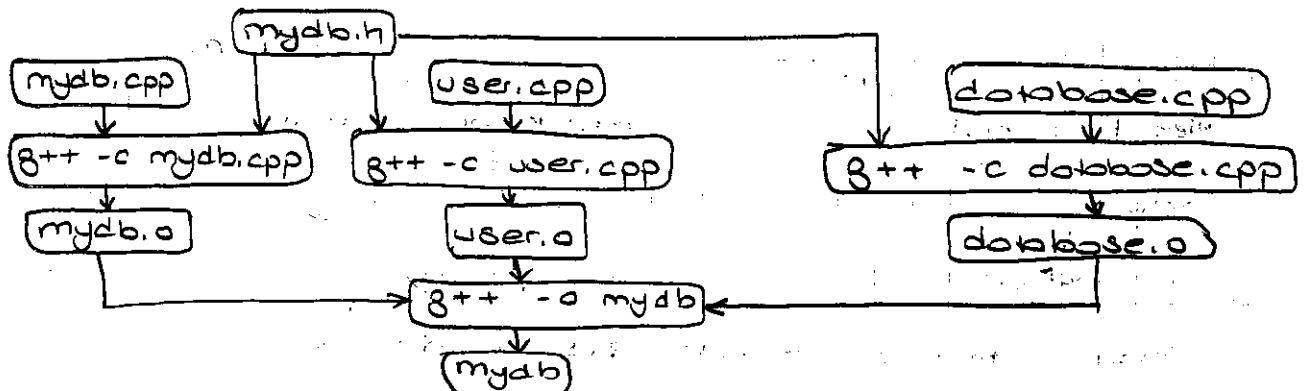 mydb.h
mydb.cpp
user.cpp
database.cpp
g++ -c mydb.cpp
g++ -c user.cpp
g++ -c database.cpp
mydb.o
user.o
database.o
g++ -o mydb
mydb